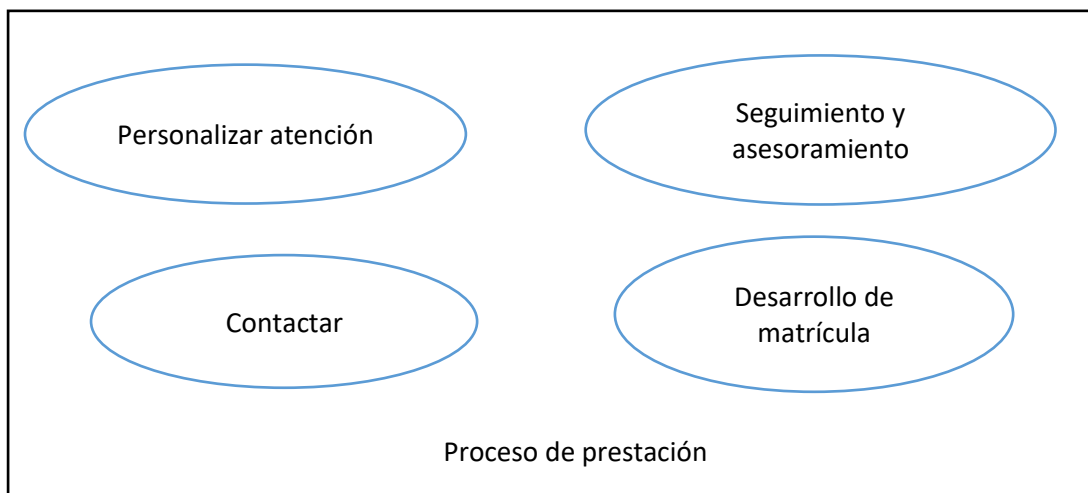 Personalizar atención
Seguimiento y
asesoramiento
Contactar
Desarrollo de
matrícula
Proceso de prestación